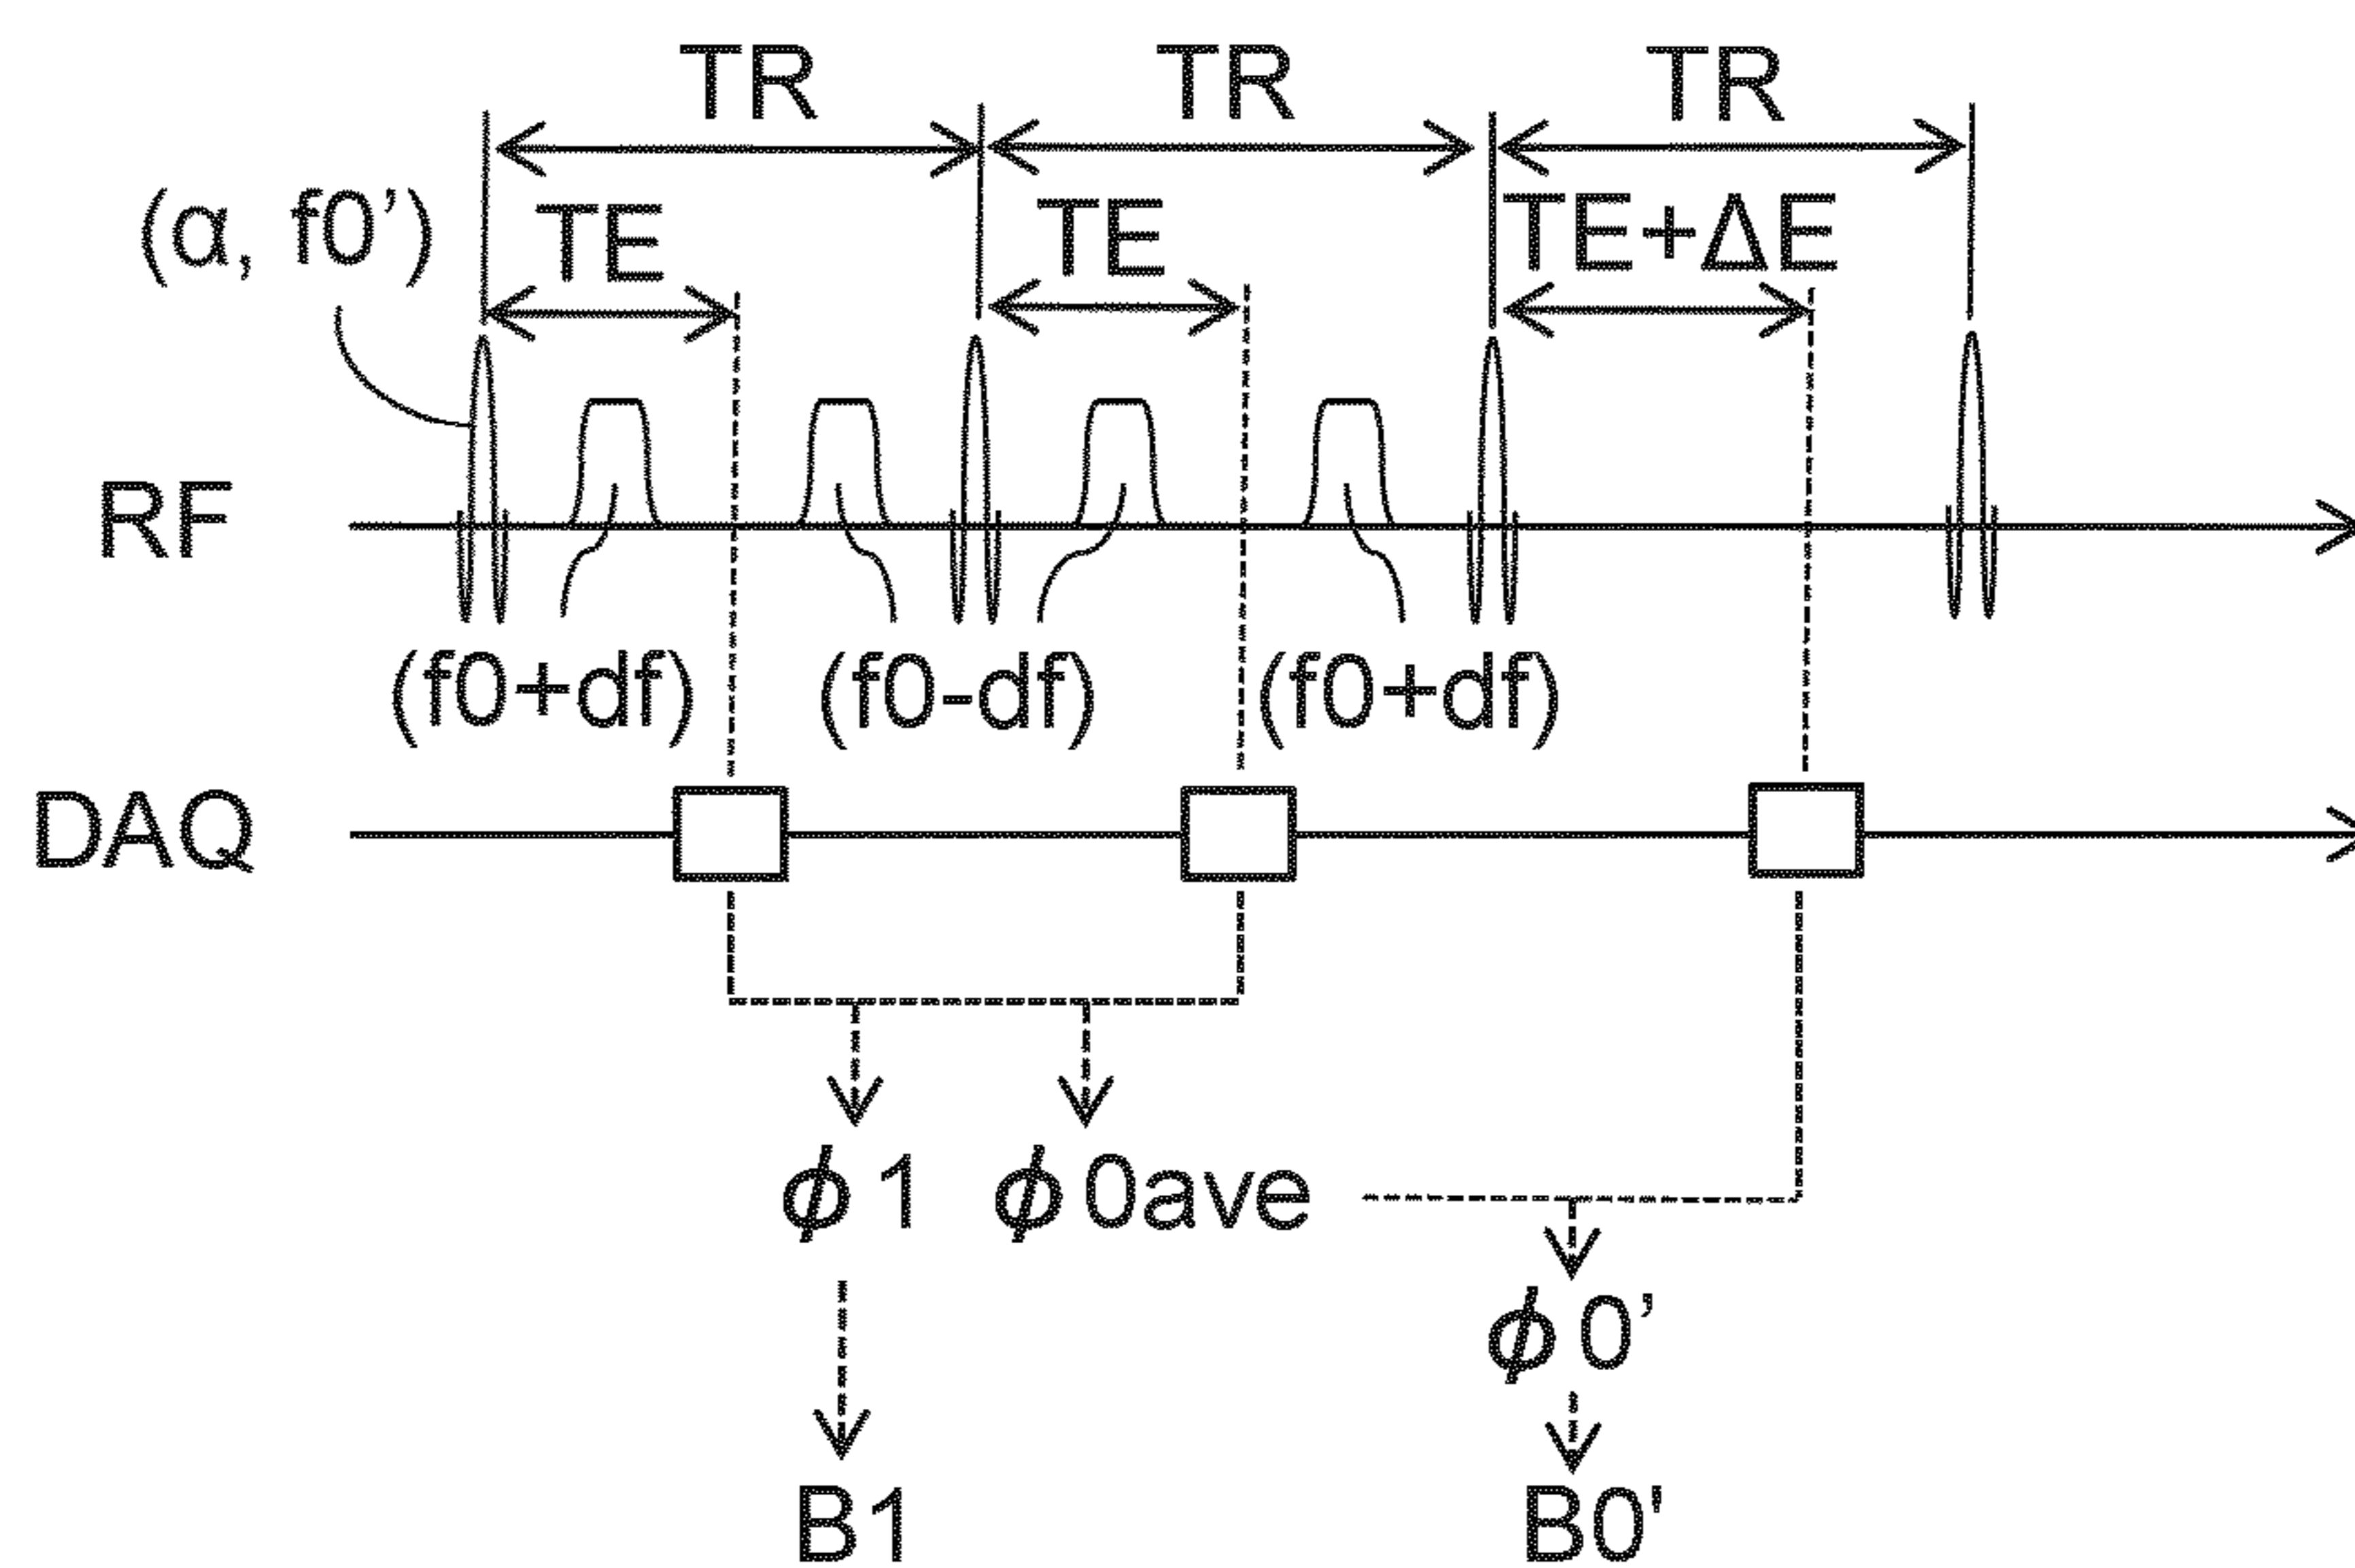 TR TR TR
(α, f0’) TE TE TE+ΔE
RF
(f0+df) (f0-df) (f0+df)
DAQ
ϕ1 ϕ0ave
ϕ0’
B1 B0'